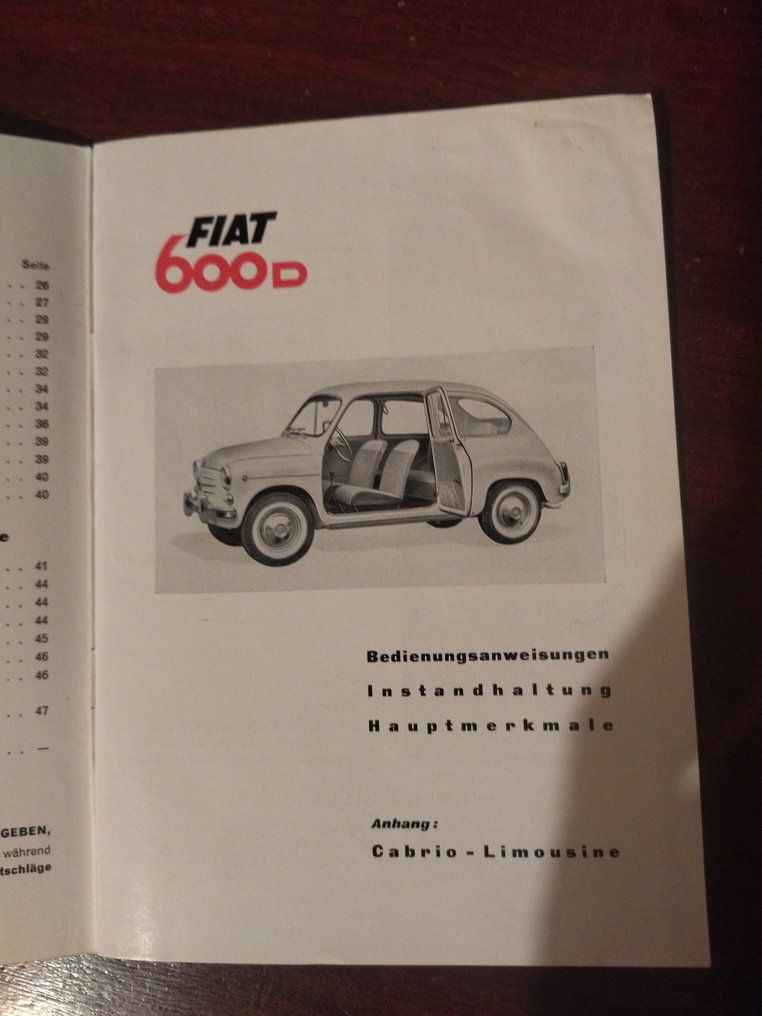 Seite
. . 26
. . 27
. . 29
. . 29
. . 32
. . 32
. . 34
. . 34
. . 36
. . 39
. . 39
. . 40
. . 40
e
. . 41
. . 44
. . 44
. . 44
. . 45
. . 46
. . 46
. . 47
. . —
GEBEN,
während
tschläge
FIAT
600D
Bedienungsanweisungen
Instandhaltung
Hauptmerkmale
Anhang:
Cabrio-Limousine